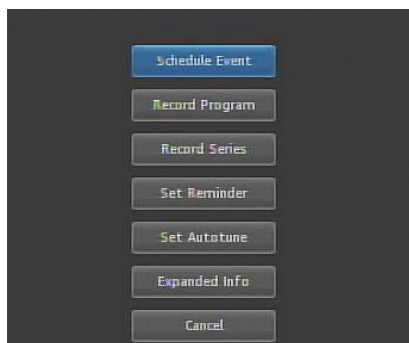 Schedule Event
Record Program
Record Series
Set Reminder
Set Autotune
Expanded Info
Cancel